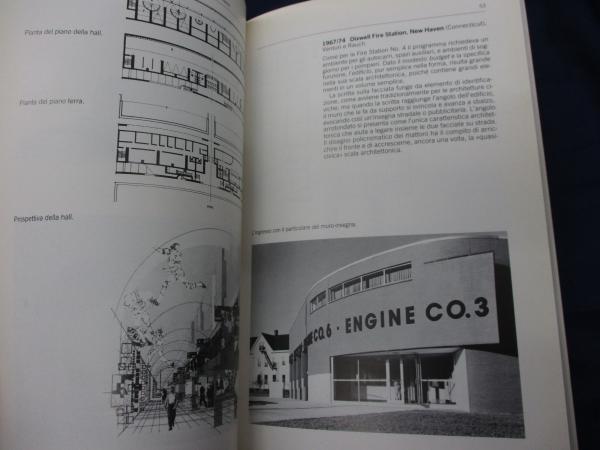 Pianta del piano della hall.
Pianta del piano terra.
Prospettiva della hall.
53
1967/74 Dixwell Fire Station, New Haven (Connecticut).
Venturi e Rauch.
Come per la Fire Station No. 4 il programma richiedeva un
ambiente per gli autocarri, spazi ausiliari, e ambienti di sog-
giorno per i pompieri. Dato il modesto budget e la specifica
funzione, l'edificio, pur semplice nella forma, risulta grande
nella sua scala architettonica, poiché contiene grandi ele-
menti in un volume semplice.
La scritta sulla facciata funge da elemento di identifica-
zione, come avviene tradizionalmente per le architetture ci-
viche, ma quando la scritta raggiunge l'angolo dell'edificio,
il muro che le fa da supporto si svincola e avanza a sbalzo,
evocando così un'insegna stradale o pubblicitaria. L'angolo
arrotondato si presenta come l'unica caratteristica architet-
tonica che aiuta a legare insieme le due facciate su strada.
Il disegno policromatico dei mattoni ha il compito di arric-
chire il fronte e di accrescerne, ancora una volta, la «quasi-
civica» scala architettonica.
L'ingresso con il particolare del muro-insegna.
CO.6 · ENGINE CO.3